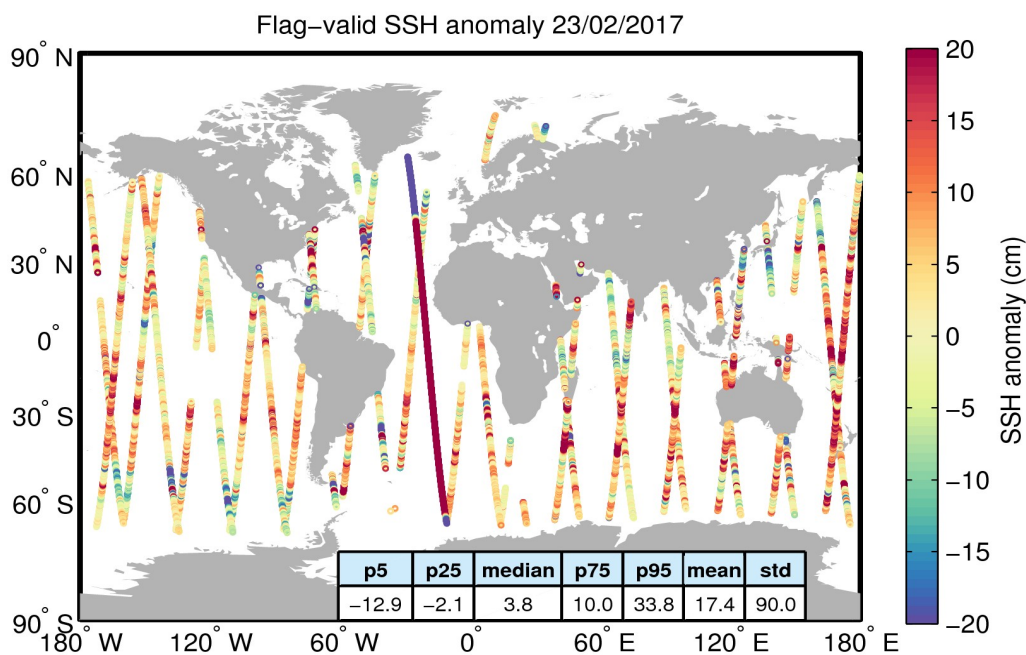 Flag−valid SSH anomaly 23/02/2017
90° N
60° N
30° N
0°
30° S
60° S
90° S
180° W
120° W
60° W
0°
60° E
120° E
180° E
p5 p25 median p75 p95 mean std
−12.9 −2.1 3.8 10.0 33.8 17.4 90.0
20
15
10
5
0
−5
−10
−15
−20
SSH anomaly (cm)